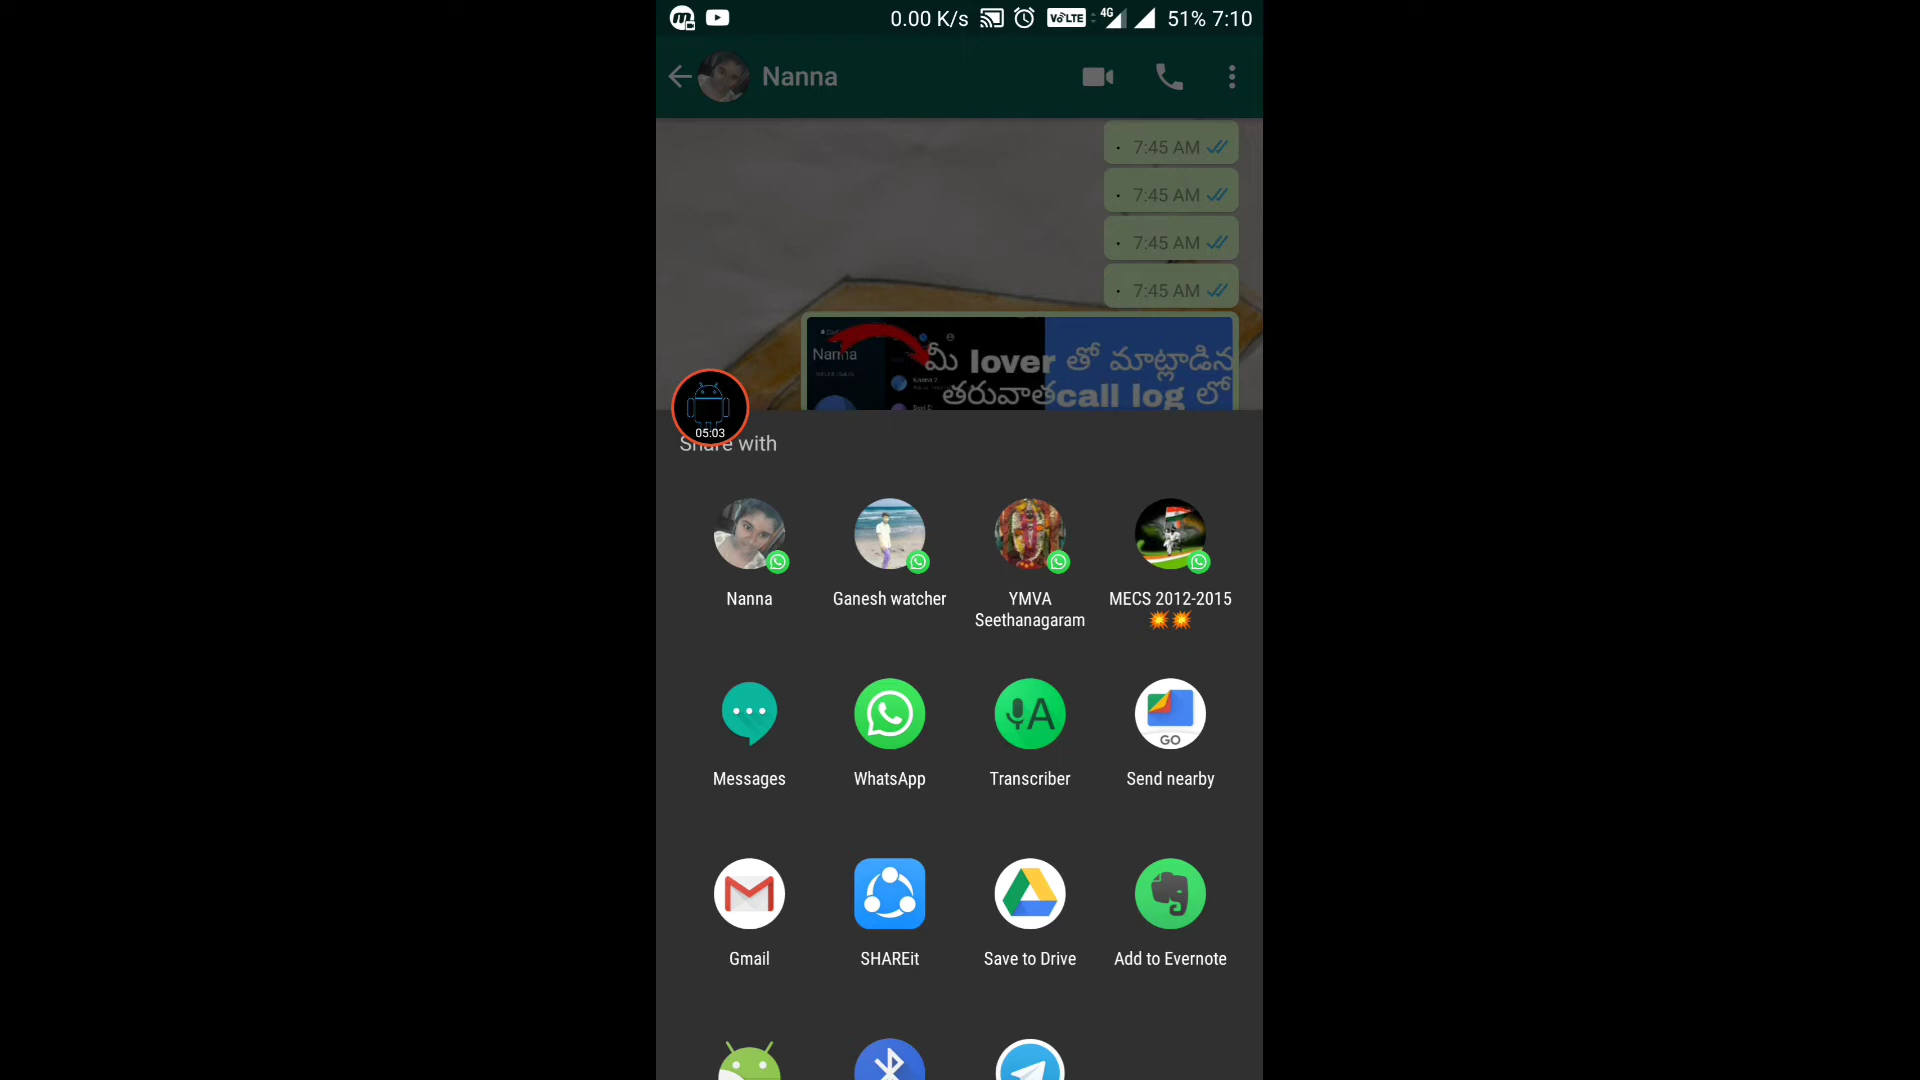 0.00 K/s VoLTE 4G 51% 7:10
Nanna
. 7:45 AM
. 7:45 AM
. 7:45 AM
. 7:45 AM
Nanna
మీ lover తో మాట్లాడిన
తరువాతcall log లో
05:03
Share with
Nanna
Ganesh watcher
YMVA
Seethanagaram
MECS 2012-2015
💥💥
Messages
WhatsApp
Transcriber
GO
Send nearby
Gmail
SHAREit
Save to Drive
Add to Evernote